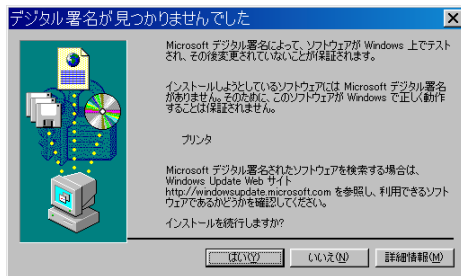 デジタル署名が見つかりませんでした
Microsoft デジタル署名によって、ソフトウェアが Windows 上でテスト
され、その後変更されていないことが保証されます。
インストールしようとしているソフトウェアには Microsoft デジタル署名
がありません。そのために、このソフトウェアが Windows で正しく動作
することは保証されません。
プリンタ
Microsoft デジタル署名されたソフトウェアを検索する場合は、
Windows Update Web サイト
http://windowsupdate.microsoft.com を参照し、利用できるソフト
ウェアであるかどうかを確認してください。
インストールを続行しますか?
はい(Y) いいえ(N) 詳細情報(M)